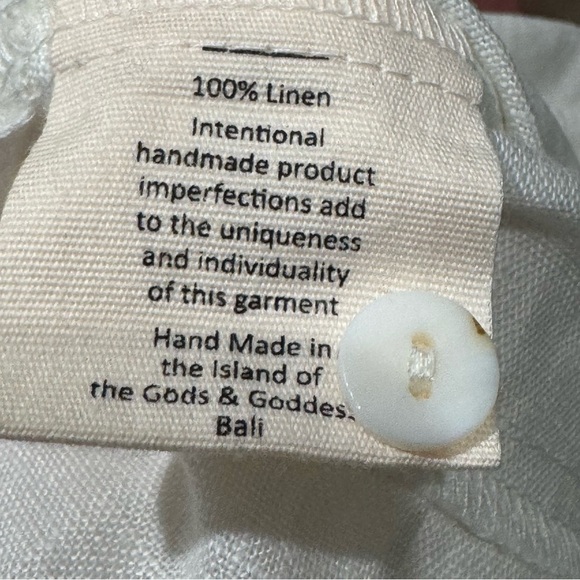 100% Linen
Intentional
handmade product
imperfections add
to the uniqueness
and individuality
of this garment
Hand Made in
the Island of
the Gods & Goddes
Bali